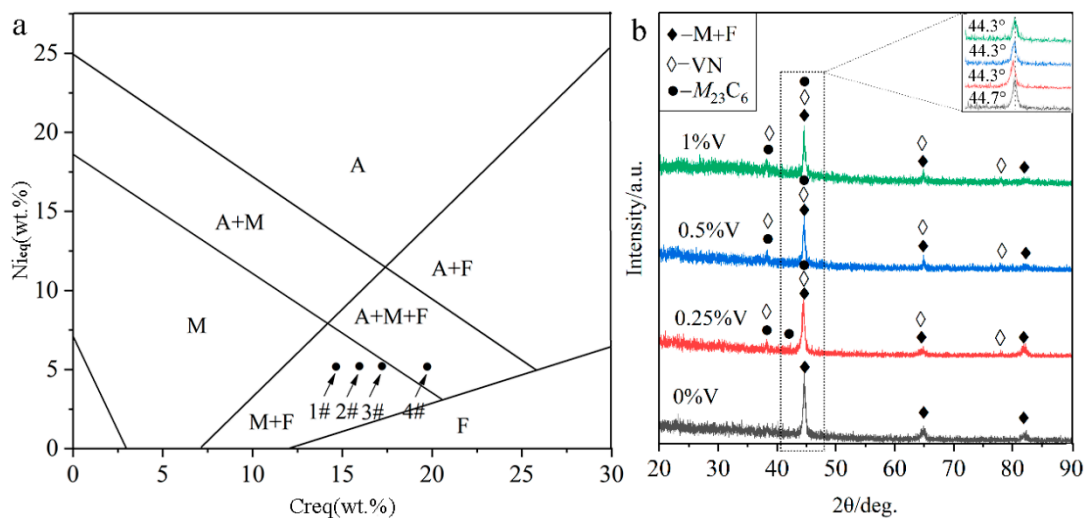 a
25
20
15
10
5
0
Nieq(wt.%)
A
A+M
A+F
M
A+M+F
1# 2# 3# 4#
M+F
F
0 5 10 15 20 25 30
Creq(wt.%)
b
◆–M+F
◇–VN
●–M23C6
44.3°
44.3°
44.3°
44.7°
1%V
0.5%V
0.25%V
0%V
Intensity/a.u.
20 30 40 50 60 70 80 90
2θ/deg.